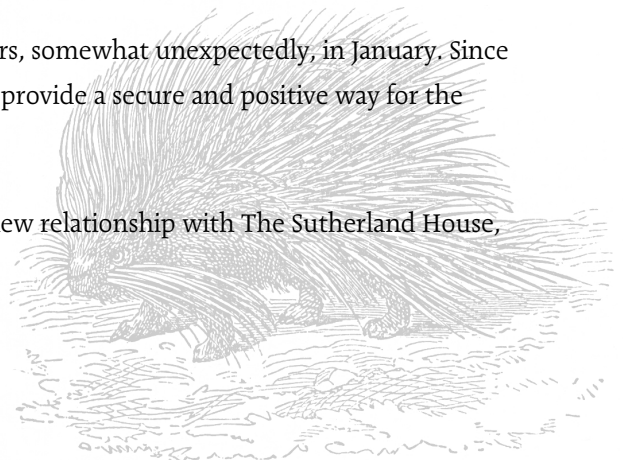 rs, somewhat unexpectedly, in January. Since
provide a secure and positive way for the
ew relationship with The Sutherland House,